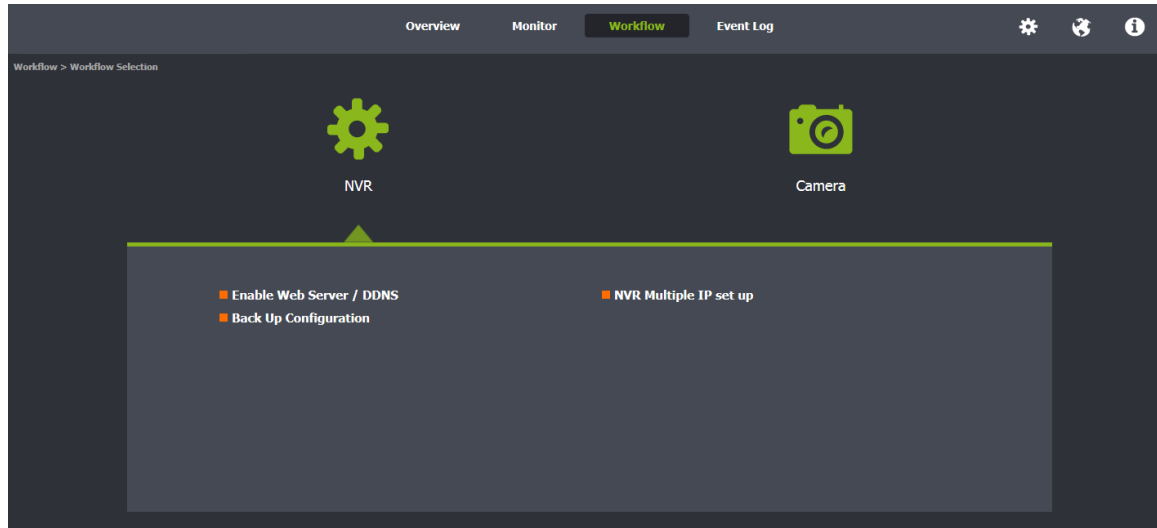 Overview Monitor Workflow Event Log
Workflow > Workflow Selection
NVR Camera
Enable Web Server / DDNS NVR Multiple IP set up
Back Up Configuration